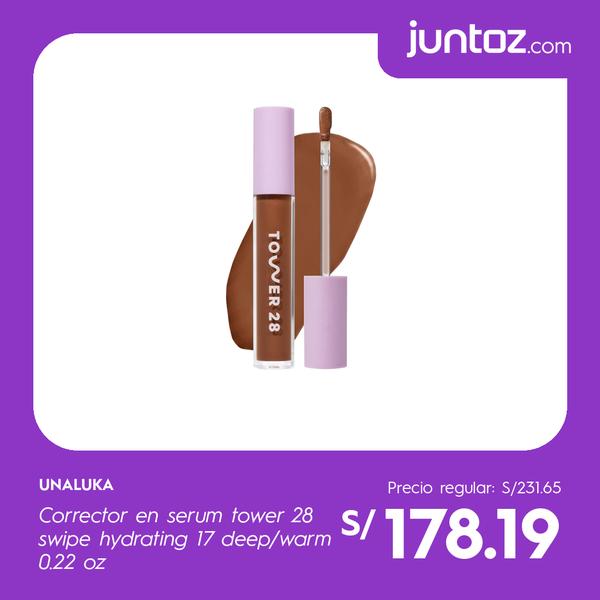 juntoz.com
TOWER 28
UNALUKA
Corrector en serum tower 28
swipe hydrating 17 deep/warm
0.22 oz
Precio regular: S/231.65
S/178.19